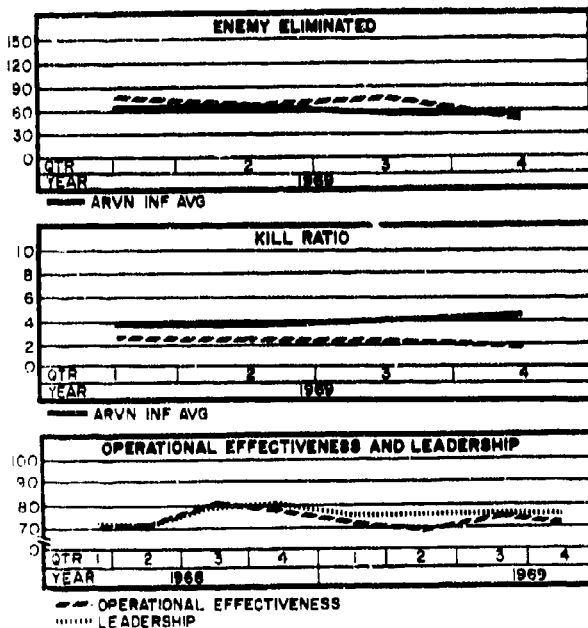 ENEMY ELIMINATED
150
120
90
60
30
0
QTR 2 3 4
YEAR 1969
ARVN INF AVG
KILL RATIO
10
8
6
4
2
0
QTR 1 2 3 4
YEAR 1969
ARVN INF AVG
OPERATIONAL EFFECTIVENESS AND LEADERSHIP
100
90
80
70
0
QTR 1 2 3 4 1 2 3 4
YEAR 1968 1969
OPERATIONAL EFFECTIVENESS
LEADERSHIP